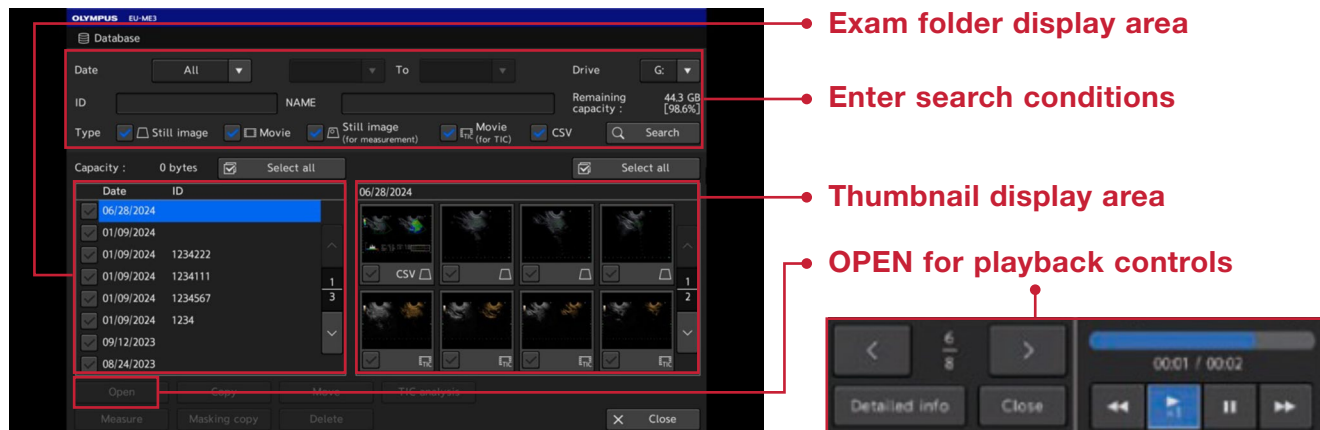 OLYMPUS EU-ME3
Database
Date All To Drive G:
ID NAME Remaining capacity : 44.3 GB [98.6%]
Type Still image Movie Still image (for measurement) Movie (for TIC) CSV Search
Capacity : 0 bytes Select all Select all
Date ID
06/28/2024
01/09/2024
01/09/2024 1234222
01/09/2024 1234111
01/09/2024 1234567
01/09/2024 1234
09/12/2023
08/24/2023
1
3
06/28/2024
CSV
TIC TIC TIC TIC
1
2
Open Copy Move TIC analysis
Measure Masking copy Delete Close
Exam folder display area
Enter search conditions
Thumbnail display area
OPEN for playback controls
6
8
00:01 / 00:02
Detailed info Close
x1